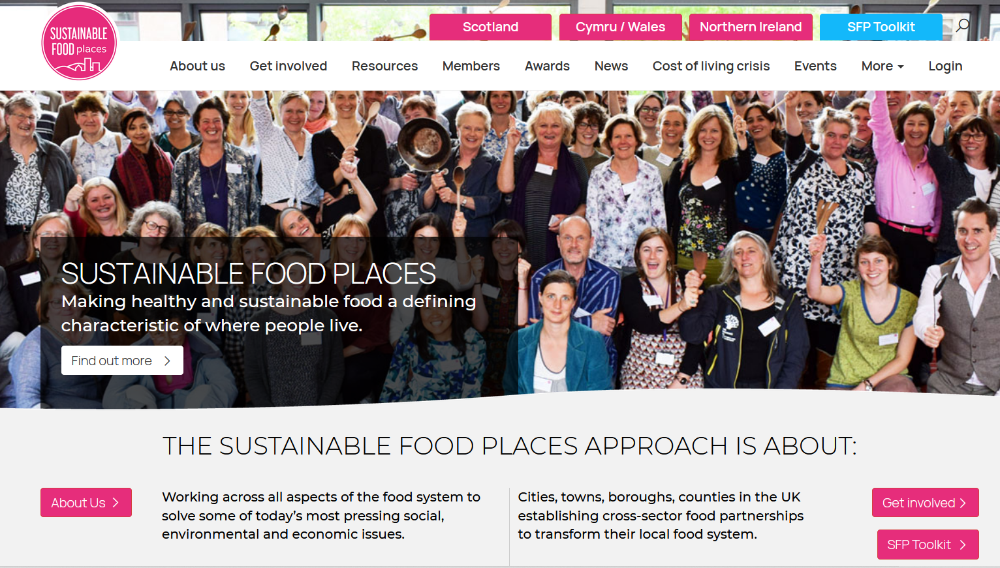 SUSTAINABLE
FOOD places
Scotland
Cymru / Wales
Northern Ireland
SFP Toolkit
About us
Get involved
Resources
Members
Awards
News
Cost of living crisis
Events
More
Login
SUSTAINABLE FOOD PLACES
Making healthy and sustainable food a defining
characteristic of where people live.
Find out more
THE SUSTAINABLE FOOD PLACES APPROACH IS ABOUT:
About Us
Working across all aspects of the food system to
solve some of today's most pressing social,
environmental and economic issues.
Cities, towns, boroughs, counties in the UK
establishing cross-sector food partnerships
to transform their local food system.
Get involved
SFP Toolkit